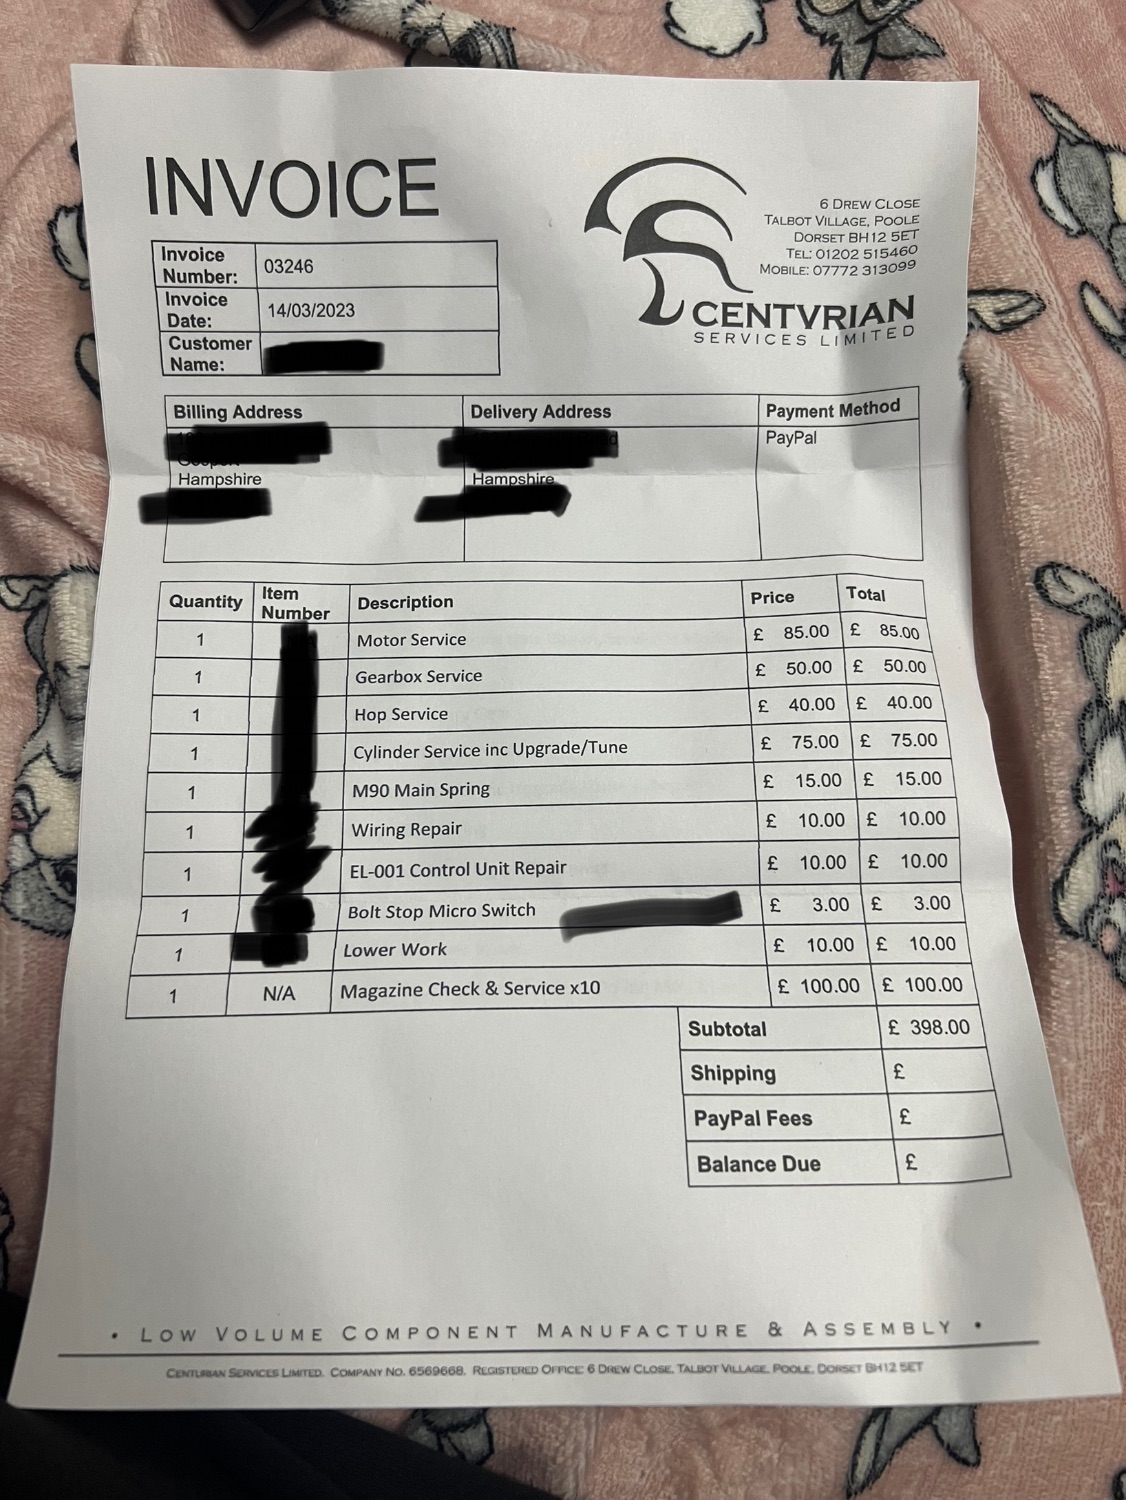 INVOICE
6 DREW CLOSE
TALBOT VILLAGE, POOLE
DORSET BH12 5ET
TEL: 01202 515460
MOBILE: 07772 313099
CENTVRIAN
SERVICES LIMITED
Invoice Number: 03246
Invoice Date: 14/03/2023
Customer Name:
Billing Address Delivery Address Payment Method
PayPal
Hampshire Hampshire
Quantity Item Number Description Price Total
1 Motor Service £ 85.00 £ 85.00
1 Gearbox Service £ 50.00 £ 50.00
1 Hop Service £ 40.00 £ 40.00
1 Cylinder Service inc Upgrade/Tune £ 75.00 £ 75.00
1 M90 Main Spring £ 15.00 £ 15.00
1 Wiring Repair £ 10.00 £ 10.00
1 EL-001 Control Unit Repair £ 10.00 £ 10.00
1 Bolt Stop Micro Switch £ 3.00 £ 3.00
1 Lower Work £ 10.00 £ 10.00
1 N/A Magazine Check & Service x10 £ 100.00 £ 100.00
Subtotal £ 398.00
Shipping £
PayPal Fees £
Balance Due £
• LOW VOLUME COMPONENT MANUFACTURE & ASSEMBLY •
CENTURIAN SERVICES LIMITED. COMPANY NO. 6569668. REGISTERED OFFICE: 6 DREW CLOSE, TALBOT VILLAGE, POOLE, DORSET BH12 5ET